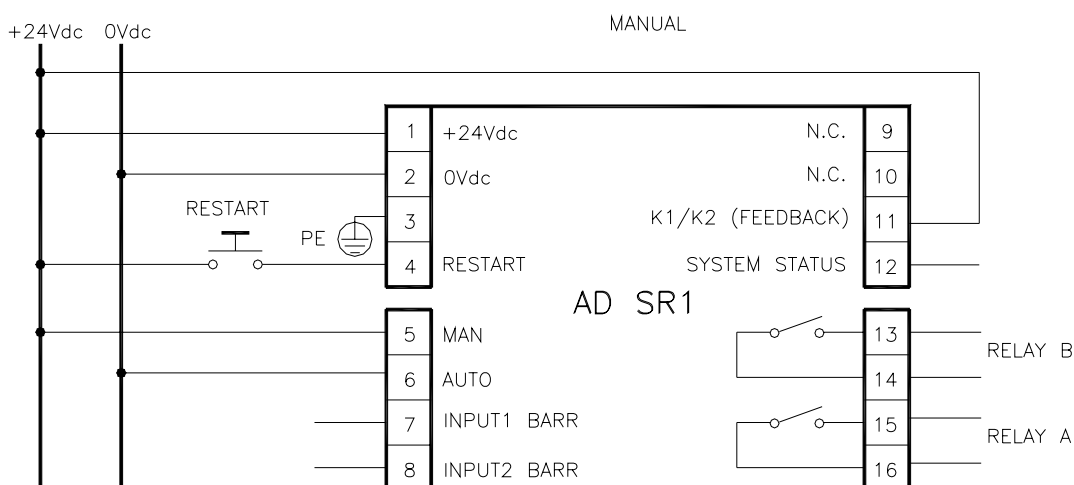 MANUAL
+24Vdc 0Vdc
1 +24Vdc N.C. 9
2 0Vdc N.C. 10
RESTART
3 K1/K2 (FEEDBACK) 11
PE
4 RESTART SYSTEM STATUS 12
AD SR1
5 MAN 13
RELAY B
6 AUTO 14
7 INPUT1 BARR 15
RELAY A
8 INPUT2 BARR 16